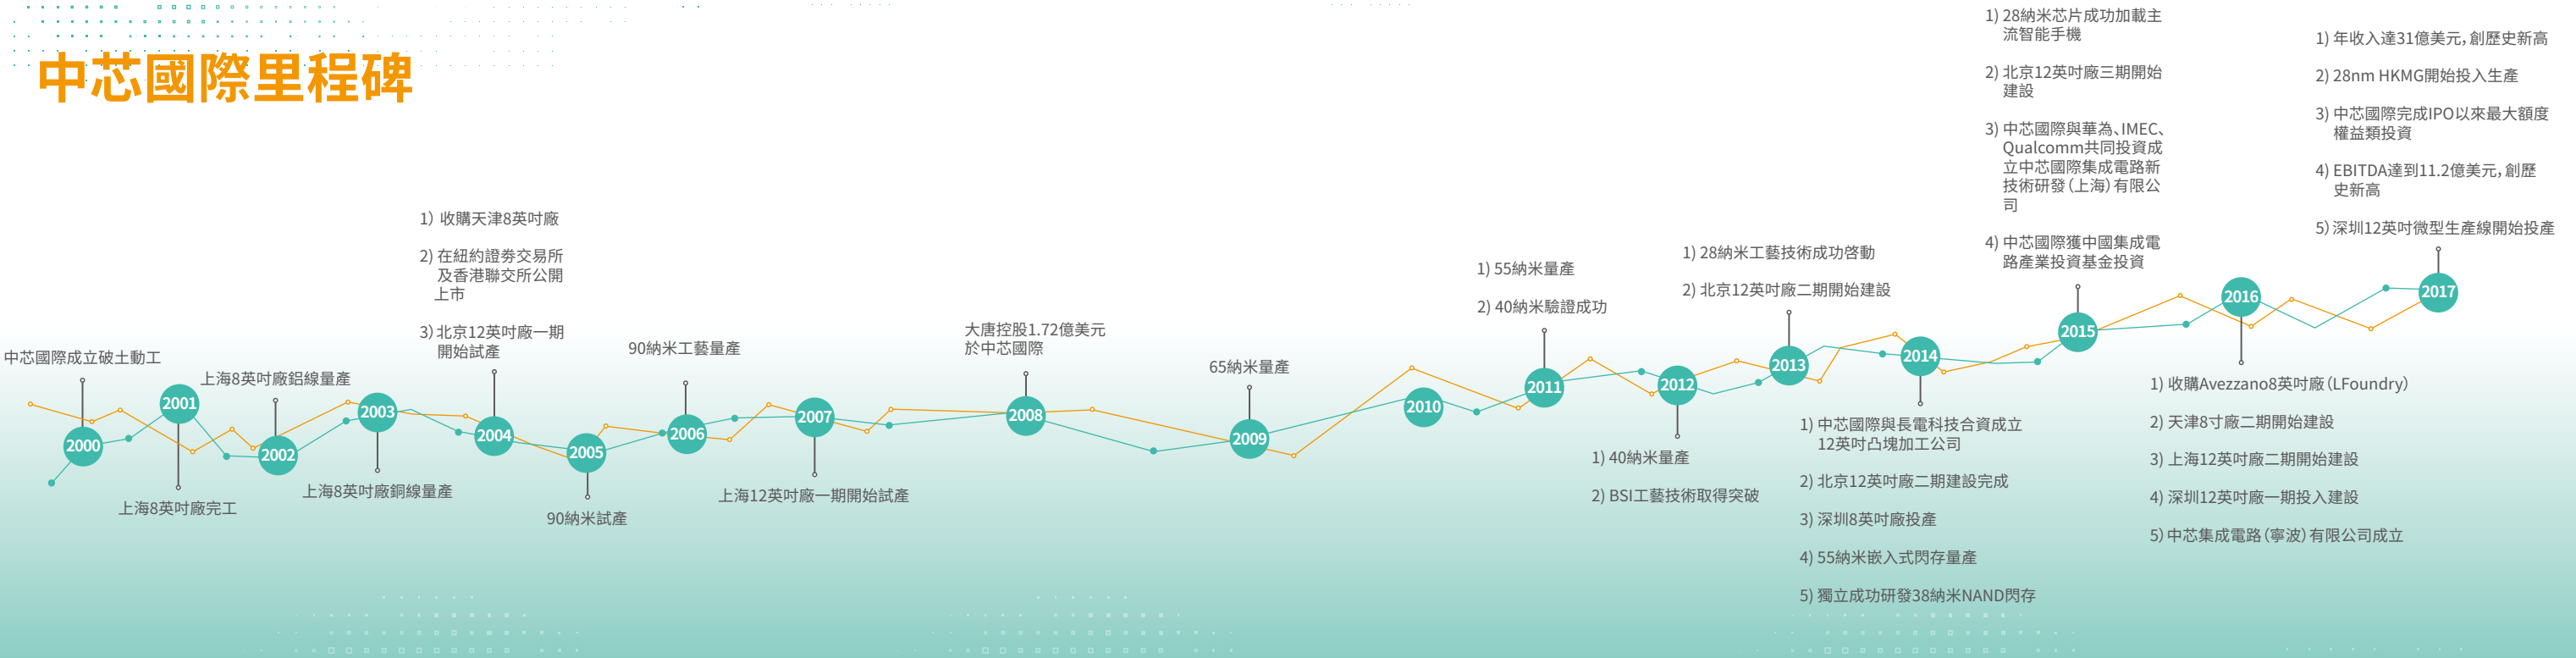 中芯國際里程碑
中芯國際成立破土動工
2000
2001
上海8英吋廠完工
上海8英吋廠鋁線量產
2002
2003
上海8英吋廠銅線量產
1) 收購天津8英吋廠
2) 在紐約證券交易所
及香港聯交所公開
上市
3) 北京12英吋廠一期
開始試產
2004
2005
90納米試產
90納米工藝量產
2006
2007
上海12英吋廠一期開始試產
大唐控股1.72億美元
於中芯國際
2008
65納米量產
2009
2010
1) 55納米量產
2) 40納米驗證成功
2011
2012
1) 40納米量產
2) BSI工藝技術取得突破
1) 28納米工藝技術成功啓動
2) 北京12英吋廠二期開始建設
2013
2014
1) 中芯國際與長電科技合資成立
12英吋凸塊加工公司
2) 北京12英吋廠二期建設完成
3) 深圳8英吋廠投產
4) 55納米嵌入式閃存量產
5) 獨立成功研發38納米NAND閃存
1) 28納米芯片成功加載主
流智能手機
2) 北京12英吋廠三期開始
建設
3) 中芯國際與華為、IMEC、
Qualcomm共同投資成
立中芯國際集成電路新
技術研發（上海）有限公
司
4) 中芯國際獲中國集成電
路產業投資基金投資
2015
2016
1) 收購Avezzano8英吋廠（LFoundry）
2) 天津8寸廠二期開始建設
3) 上海12英吋廠二期開始建設
4) 深圳12英吋廠一期投入建設
5) 中芯集成電路（寧波）有限公司成立
1) 年收入達31億美元，創歷史新高
2) 28nm HKMG開始投入生產
3) 中芯國際完成IPO以來最大額度
權益類投資
4) EBITDA達到11.2億美元，創歷
史新高
5) 深圳12英吋微型生產線開始投產
2017